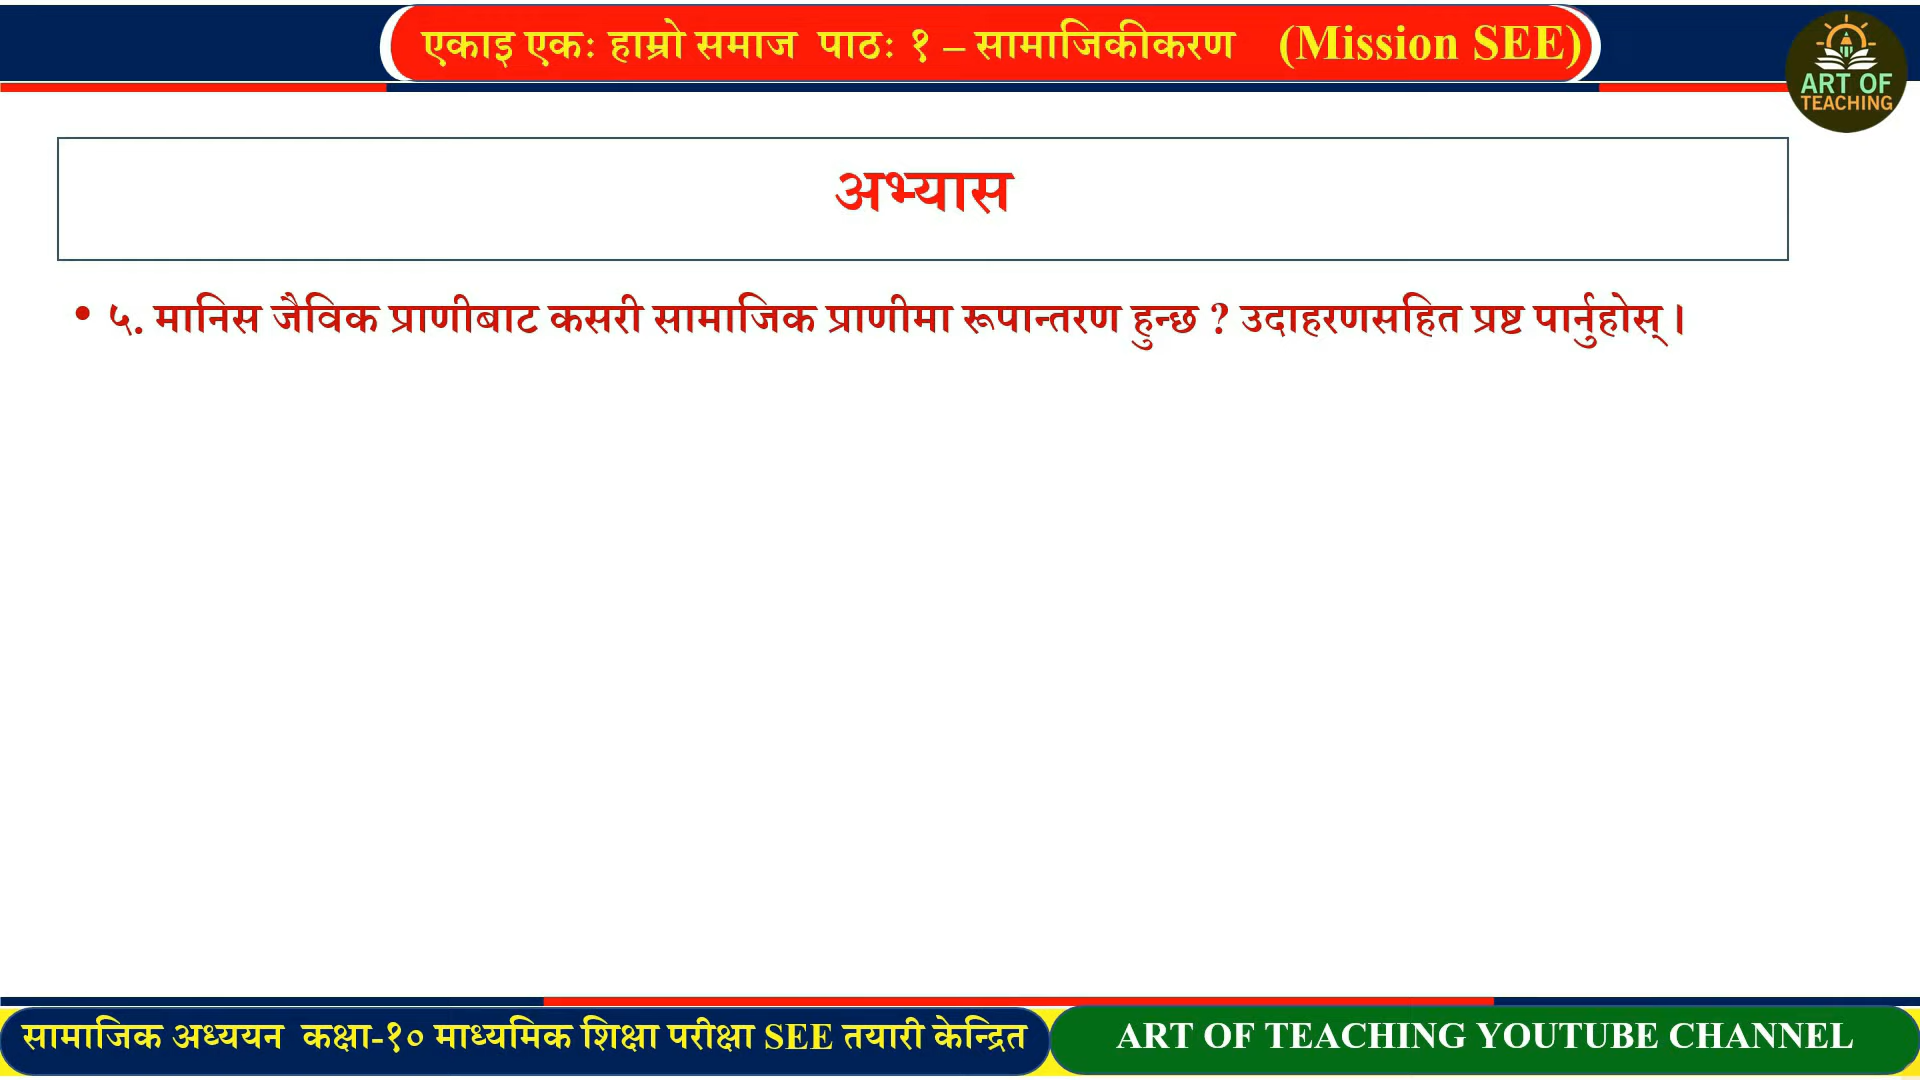 एकाइ एकः हाम्रो समाज पाठः १ – सामाजिकीकरण (Mission SEE)
ART OF
TEACHING
अभ्यास
• ५. मानिस जैविक प्राणीबाट कसरी सामाजिक प्राणीमा रूपान्तरण हुन्छ ? उदाहरणसहित प्रष्ट पार्नुहोस् ।
सामाजिक अध्ययन कक्षा-१० माध्यमिक शिक्षा परीक्षा SEE तयारी केन्द्रित
ART OF TEACHING YOUTUBE CHANNEL